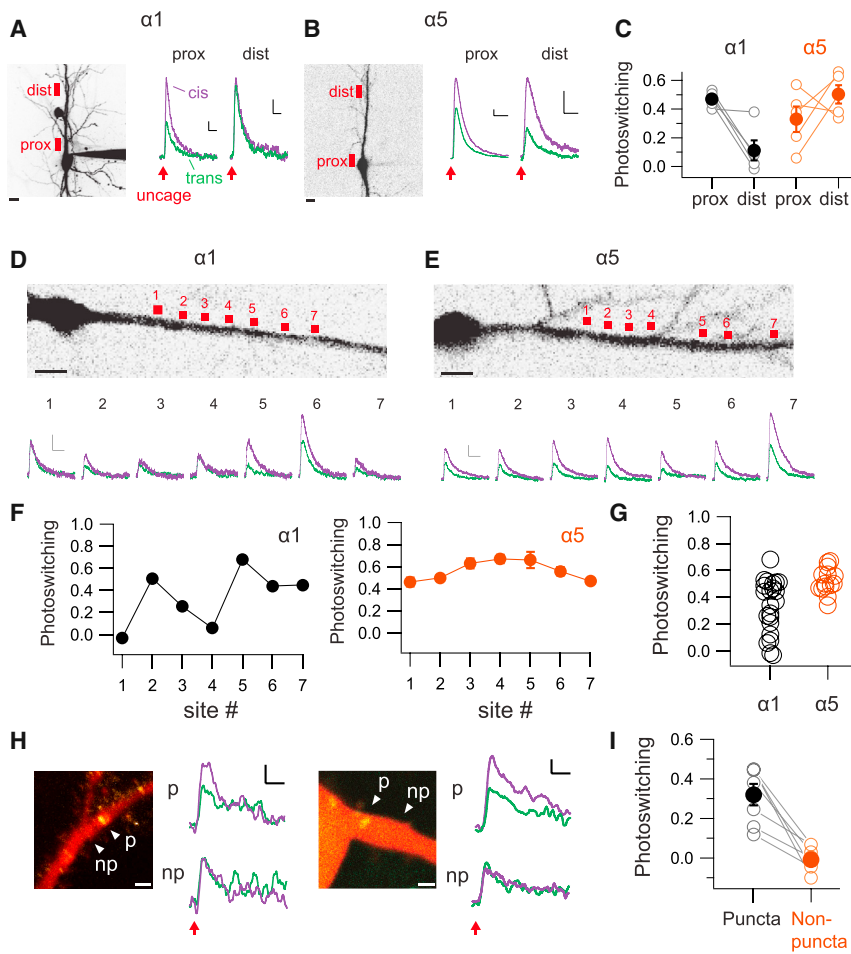 α1
α5
A
prox
dist
B
prox
dist
C
α1
α5
dist
prox
cis
trans
uncage
dist
prox
Photoswitching
0.6
0.4
0.2
0.0
prox
dist
prox
dist
D
α1
E
α5
1
2
3
4
5
6
7
1
2
3
4
5
6
7
1
2
3
4
5
6
7
1
2
3
4
5
6
7
F
α1
Photoswitching
1.0
0.8
0.6
0.4
0.2
0.0
1
2
3
4
5
6
7
site #
α5
Photoswitching
1.0
0.8
0.6
0.4
0.2
0.0
1
2
3
4
5
6
7
site #
G
Photoswitching
1.0
0.8
0.6
0.4
0.2
0.0
α1
α5
H
p
np
p
np
p
np
p
np
I
Photoswitching
0.6
0.4
0.2
0.0
Puncta
Non-
puncta